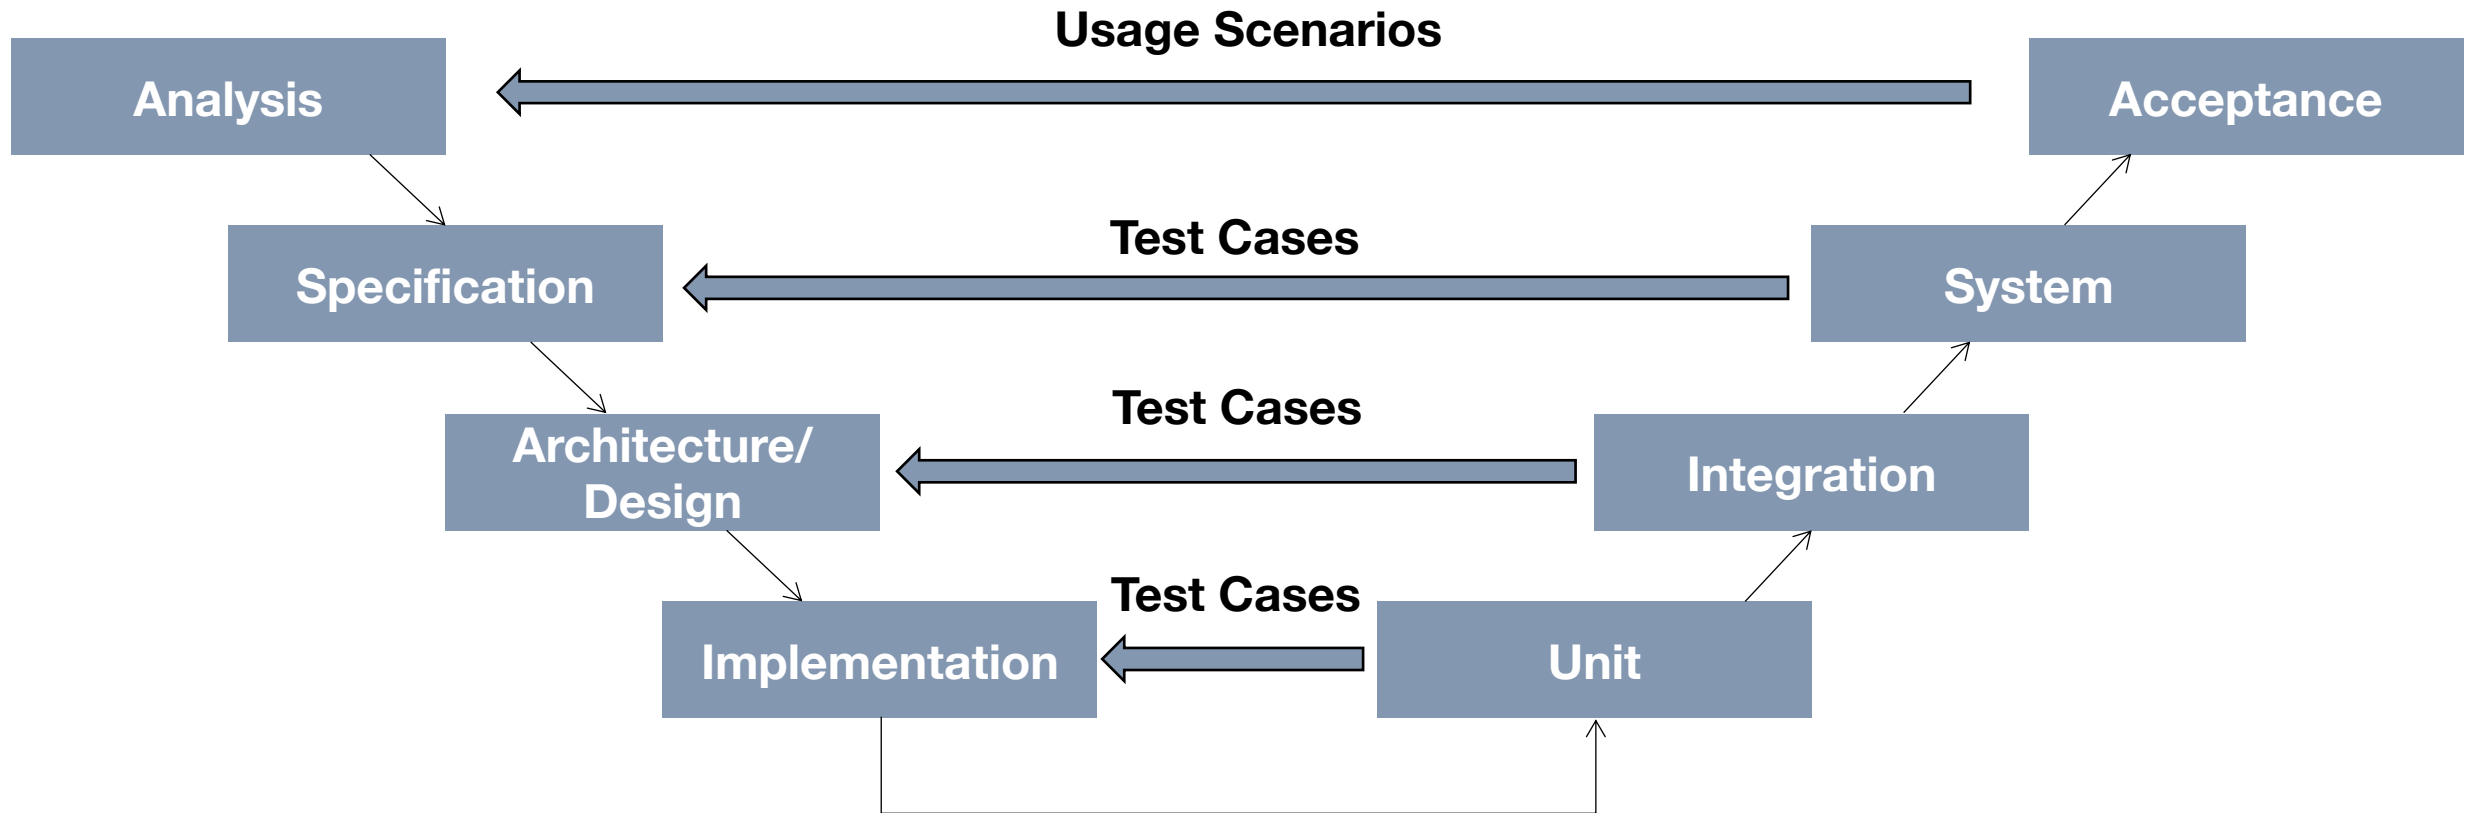 Usage Scenarios
Analysis
Acceptance
Test Cases
Specification
System
Test Cases
Architecture/
Design
Integration
Test Cases
Implementation
Unit